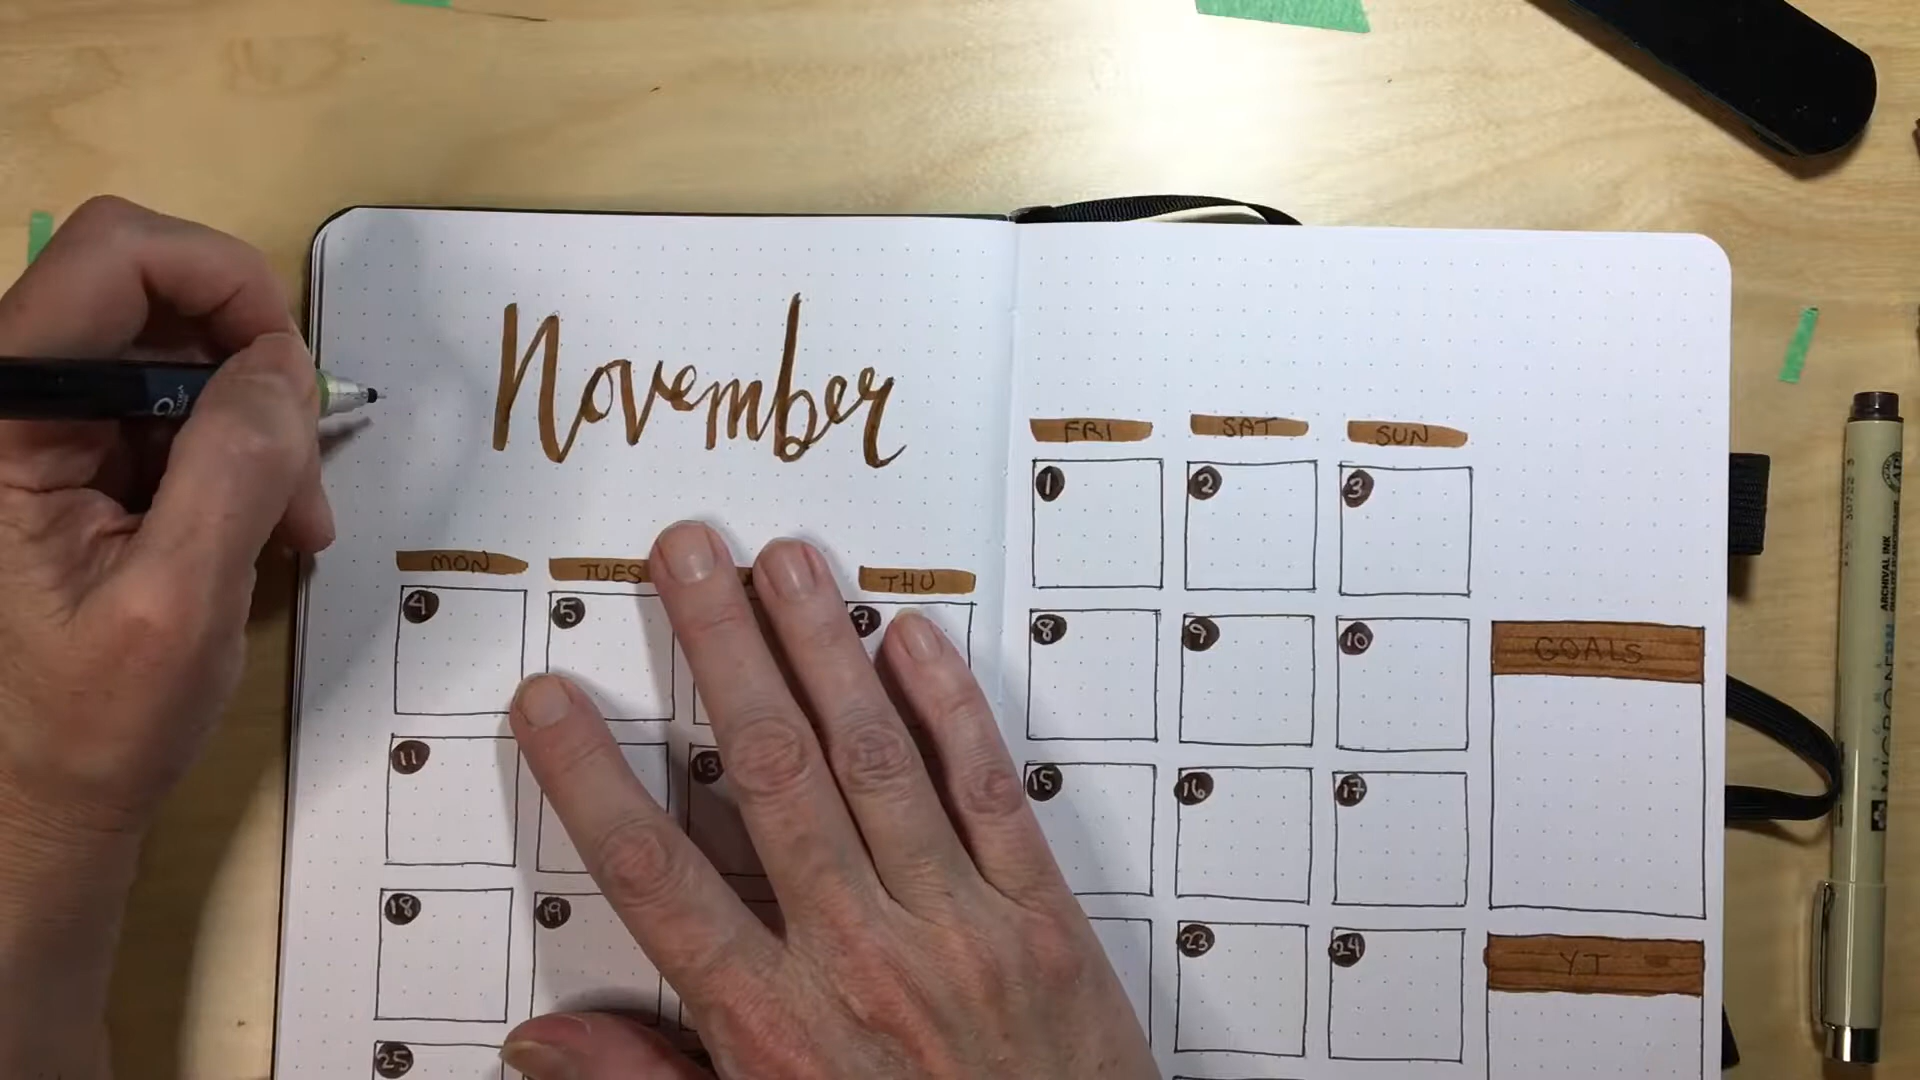 November
FRI SAT SUN
1 2 3
MON TUES THU
4 5 7 8 9 10
GOALS
11 13 15 16 17
18 19 23 24
YT
25
MICRON
ARCHIVAL INK